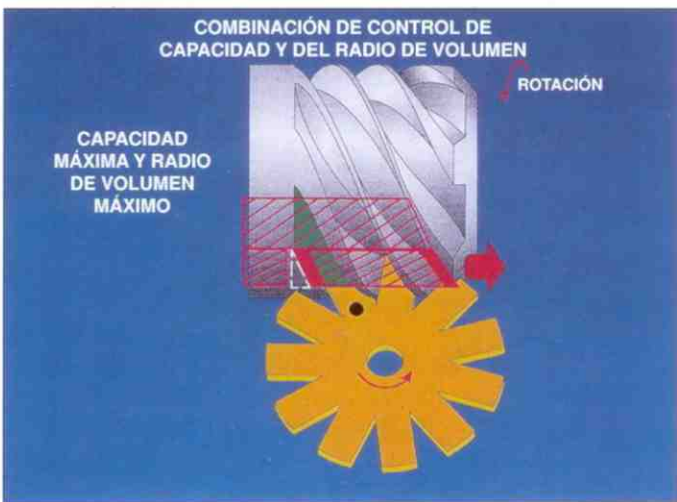 COMBINACIÓN DE CONTROL DE
CAPACIDAD Y DEL RADIO DE VOLUMEN
ROTACIÓN
CAPACIDAD
MÁXIMA Y RADIO
DE VOLUMEN
MÁXIMO